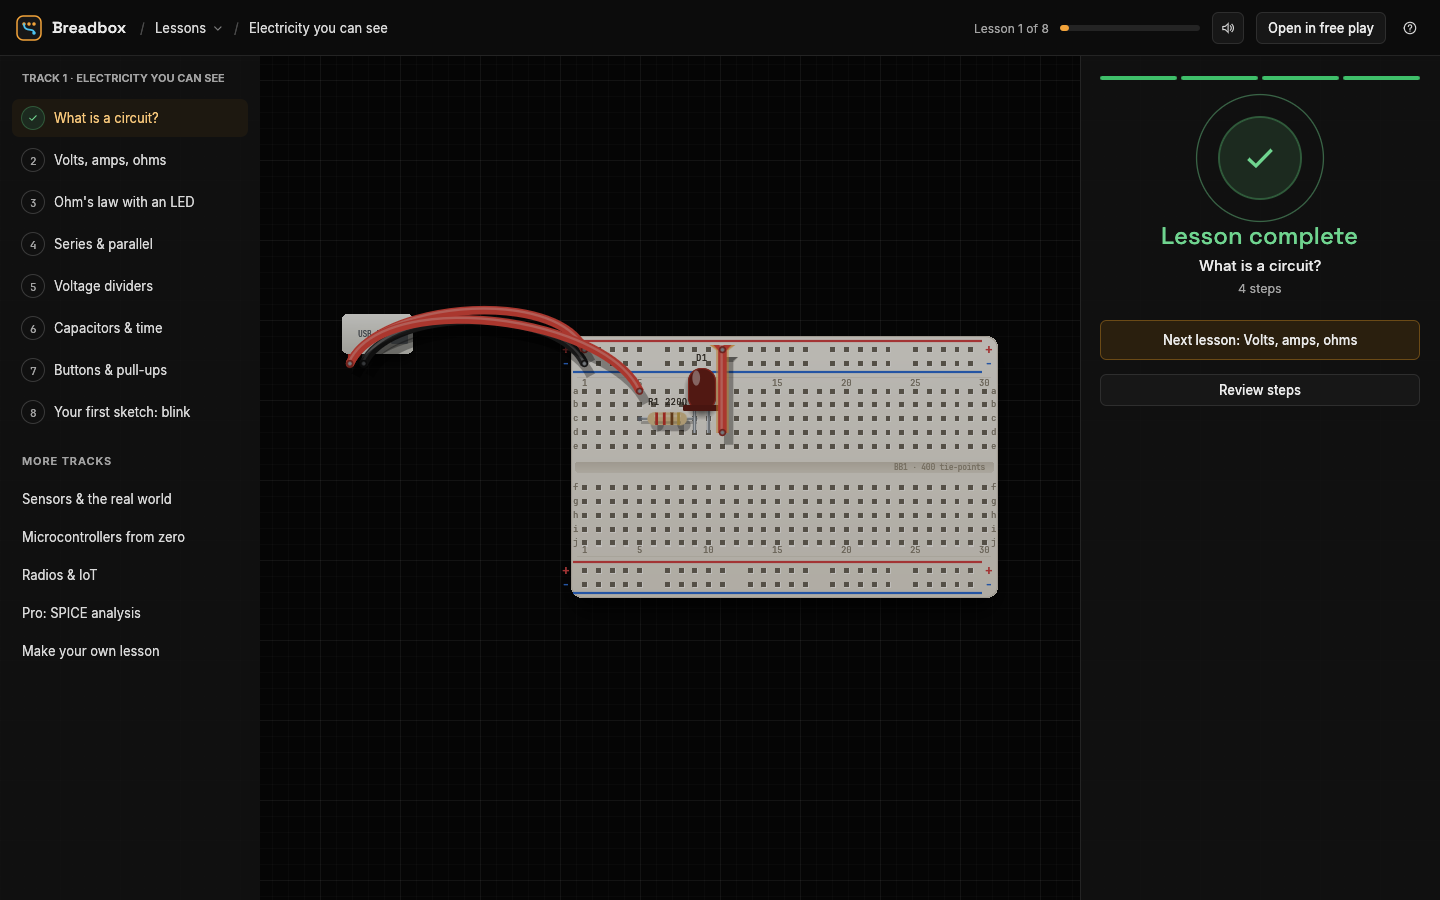 Breadbox / Lessons / Electricity you can see
Lesson 1 of 8
Open in free play
TRACK 1 · ELECTRICITY YOU CAN SEE
What is a circuit?
2 Volts, amps, ohms
3 Ohm's law with an LED
4 Series & parallel
5 Voltage dividers
6 Capacitors & time
7 Buttons & pull-ups
8 Your first sketch: blink
MORE TRACKS
Sensors & the real world
Microcontrollers from zero
Radios & IoT
Pro: SPICE analysis
Make your own lesson
USB
D1
R1 220Ω
+ +
- -
1 5 15 20 25 30
a a
b b
c c
d d
e e
BB1 · 400 tie-points
f f
g g
h h
i i
j j
1 5 10 15 20 25 30
+ +
- -
Lesson complete
What is a circuit?
4 steps
Next lesson: Volts, amps, ohms
Review steps